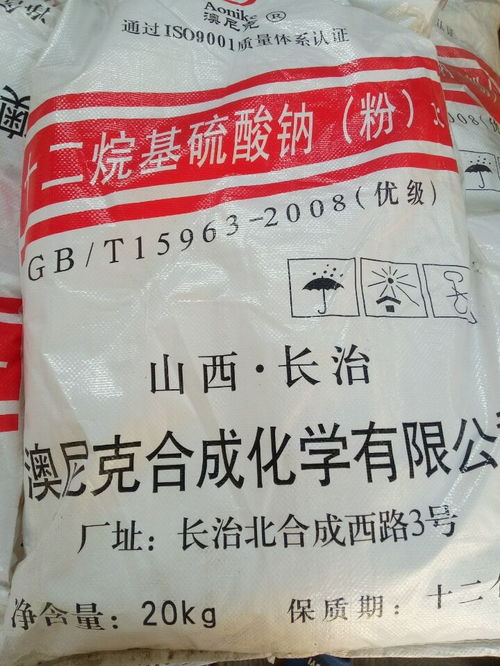 Aonike
澳尼克 ®
通过ISO9001质量体系认证
十二烷基硫酸钠（粉）
GB/T15963-2008(优级)
山西·长治
澳尼克合成化学有限公
厂址：长治北合成西路3号
净含量：20kg 保质期：十二